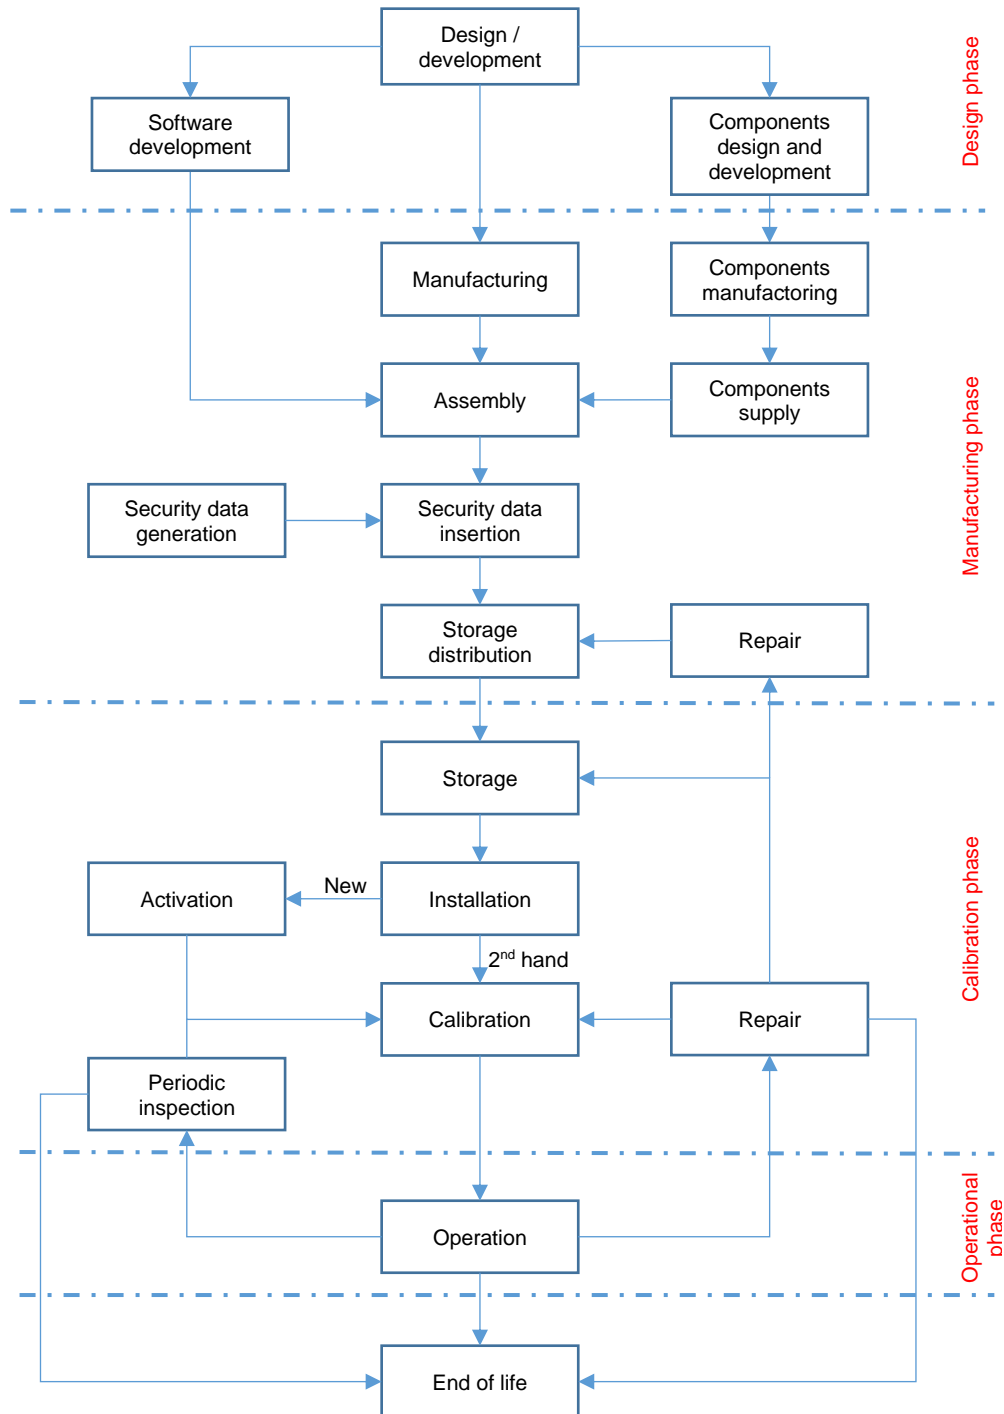 Design /
development
Design phase
Software
development
Components
design and
development
Manufacturing
Components
manufactoring
Manufacturing phase
Assembly
Components
supply
Security data
generation
Security data
insertion
Storage
distribution
Repair
Storage
Calibration phase
Activation
New
Installation
2nd hand
Calibration
Repair
Periodic
inspection
Operational
phase
Operation
End of life